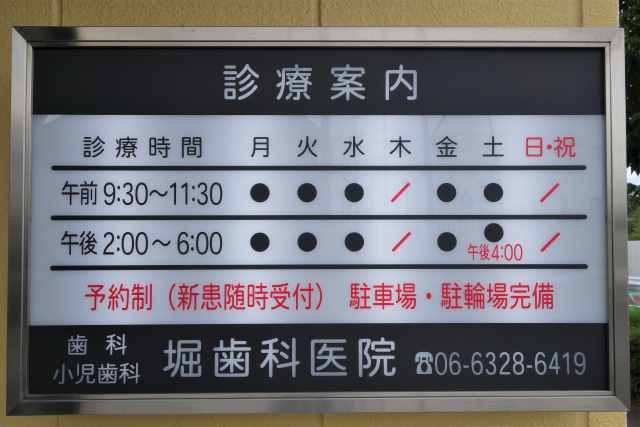 診療案内
診療時間 月 火 水 木 金 土 日・祝
午前 9:30〜11:30 ● ● ● ／ ● ● ／
午後 2:00〜6:00 ● ● ● ／ ● ● ／
午後4:00
予約制（新患随時受付） 駐車場・駐輪場完備
歯科
小児歯科
堀歯科医院 ☎06-6328-6419